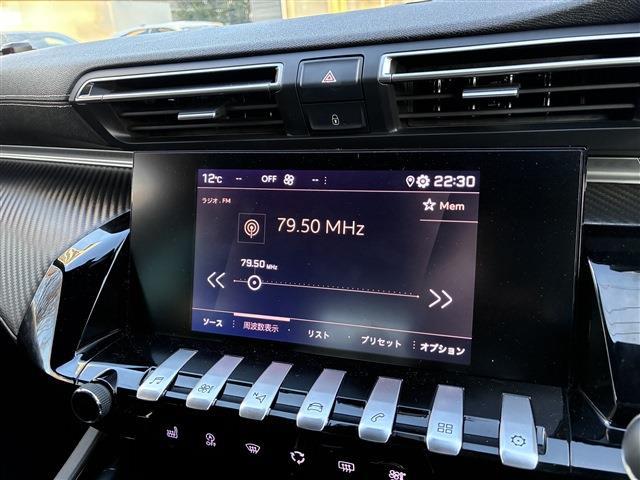 12℃ -- OFF -- 22:30
ラジオ . FM
Mem
79.50 MHz
79.50 MHz
ソース 周波数表示 リスト プリセット オプション